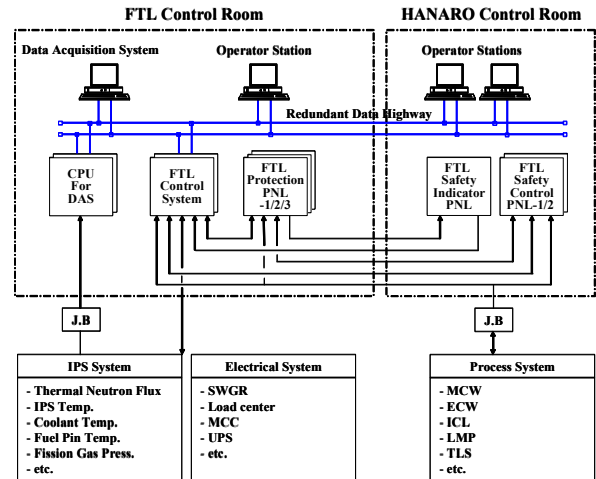 FTL Control Room
HANARO Control Room
Data Acquisition System
Operator Station
Operator Stations
Redundant Data Highway
CPU
For
DAS
FTL
Control
System
FTL
Protection
PNL
-1/2/3
FTL
Safety
Indicator
PNL
FTL
Safety
Control
PNL-1/2
J.B
J.B
IPS System
- Thermal Neutron Flux
- IPS Temp.
- Coolant Temp.
- Fuel Pin Temp.
- Fission Gas Press.
- etc.
Electrical System
- SWGR
- Load center
- MCC
- UPS
- etc.
Process System
- MCW
- ECW
- ICL
- LMP
- TLS
- etc.